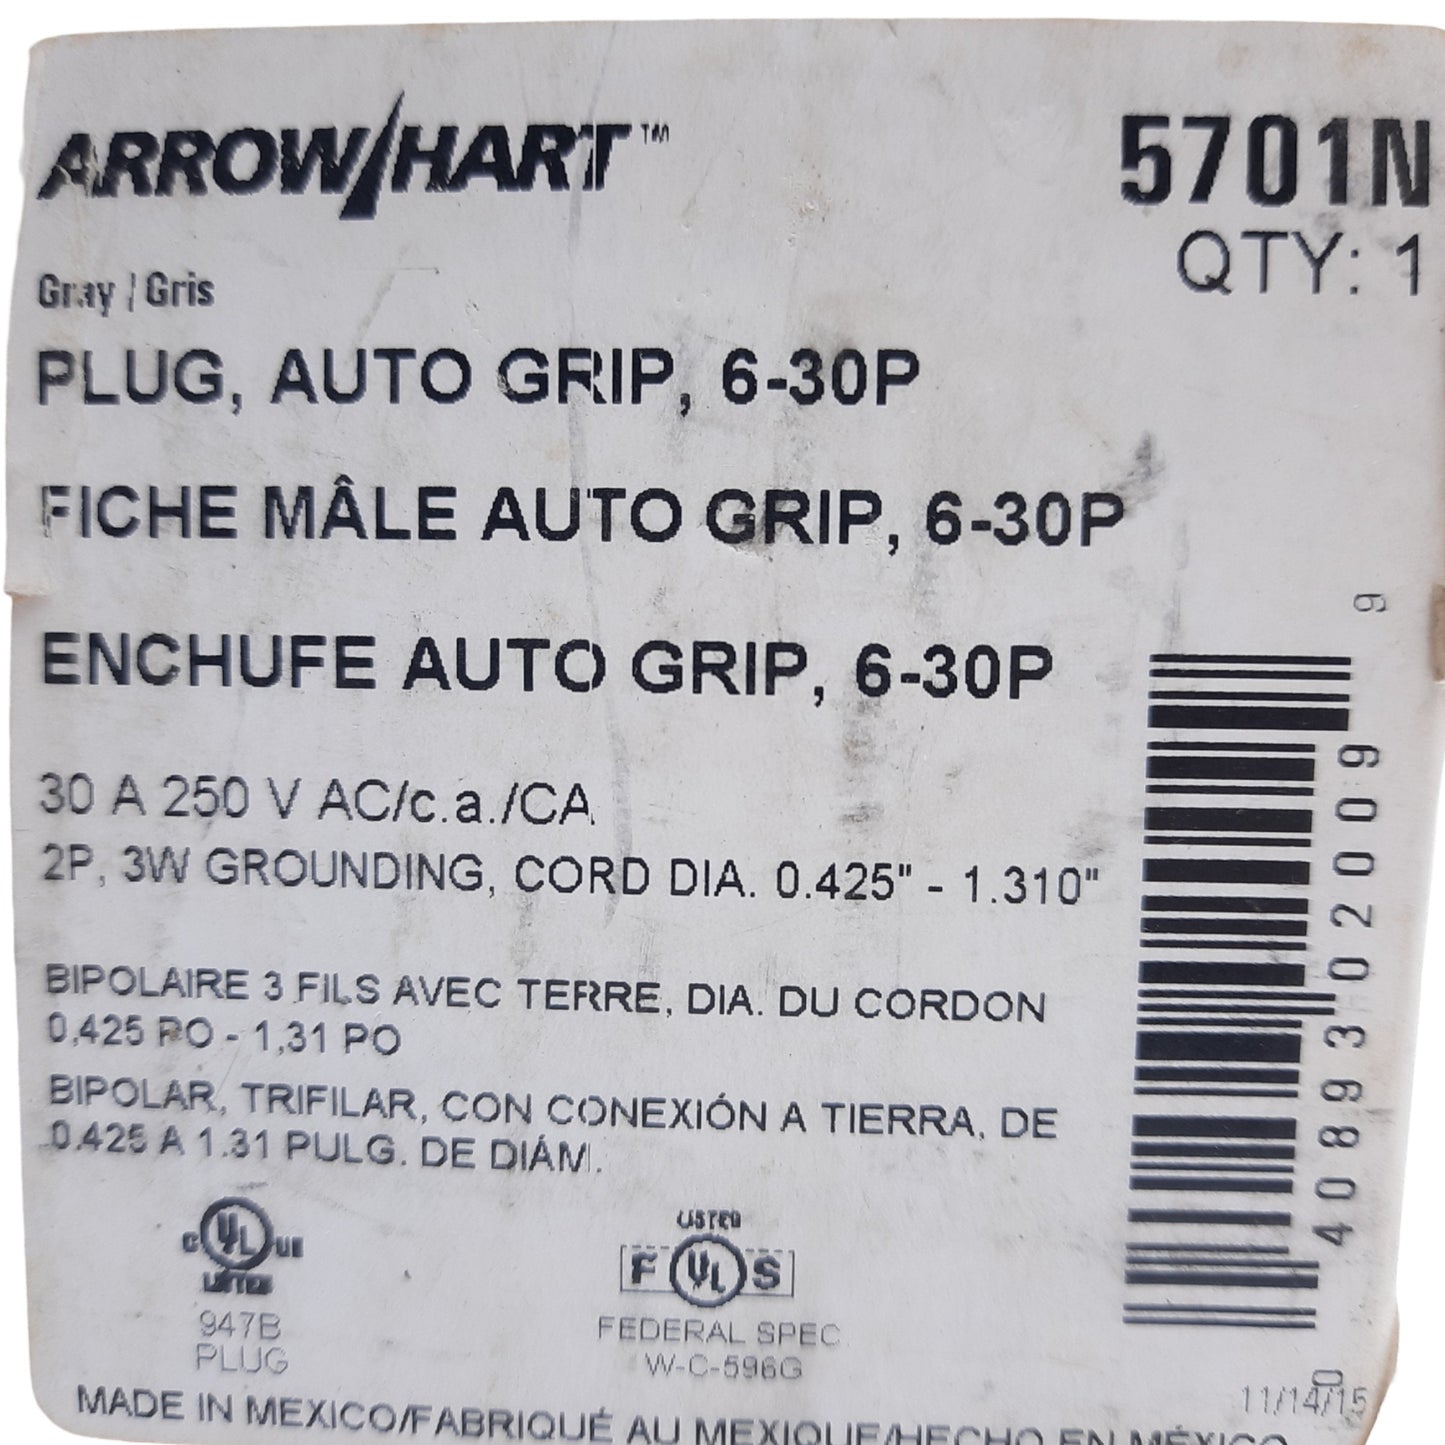 ARROW/HART™
5701N
QTY: 1
Gray / Gris
PLUG, AUTO GRIP, 6-30P
FICHE MÂLE AUTO GRIP, 6-30P
ENCHUFE AUTO GRIP, 6-30P
30 A 250 V AC/c.a./CA
2P, 3W GROUNDING, CORD DIA. 0.425" - 1.310"
BIPOLAIRE 3 FILS AVEC TERRE, DIA. DU CORDON
0,425 PO - 1,31 PO
BIPOLAR, TRIFILAR, CON CONEXIÓN A TIERRA, DE
0.425 A 1.31 PULG. DE DIÁM.
C UL US
LISTED
947B
PLUG
LISTED
F UL S
FEDERAL SPEC
W-C-596G
0 4089302009 9
11/14/15
MADE IN MEXICO/FABRIQUÉ AU MEXIQUE/HECHO EN MÉXICO